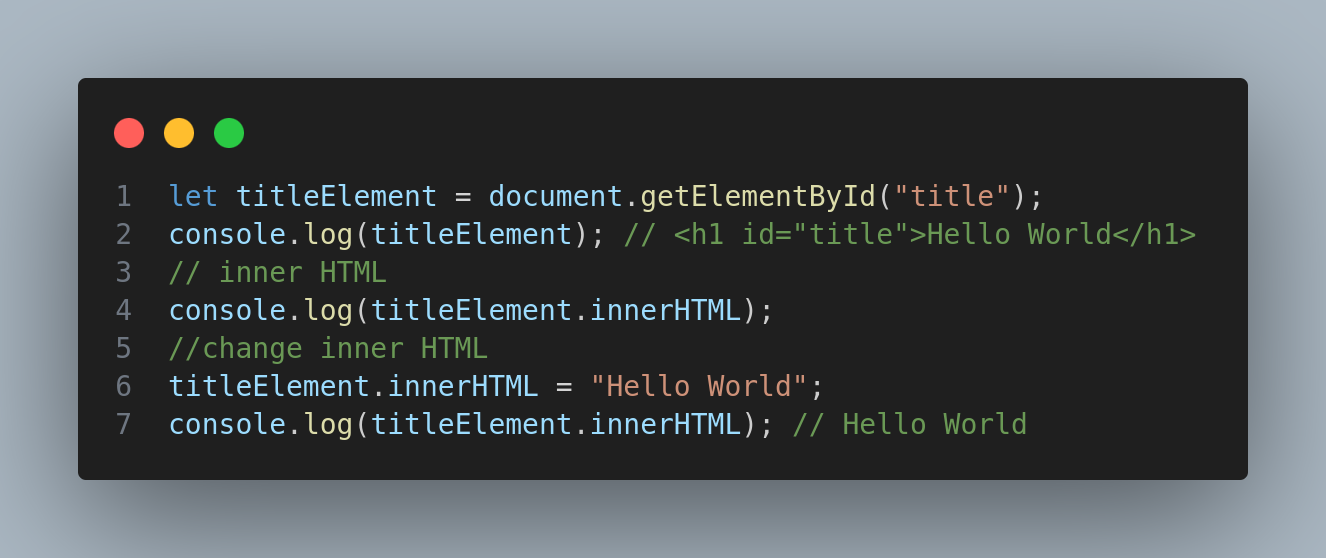 1 let titleElement = document.getElementById("title");
2 console.log(titleElement); // <h1 id="title">Hello World</h1>
3 // inner HTML
4 console.log(titleElement.innerHTML);
5 //change inner HTML
6 titleElement.innerHTML = "Hello World";
7 console.log(titleElement.innerHTML); // Hello World